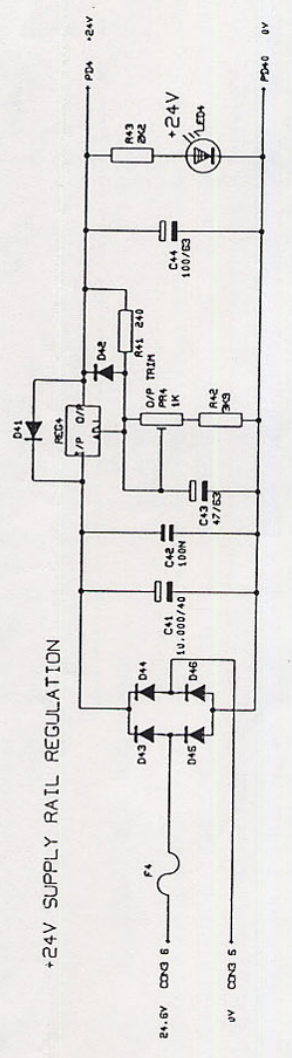 +24V SUPPLY RAIL REGULATION
24.6V CON3 6
0V CON3 5
F4
D43
D44
D45
D46
C41
10,000/40
C42
100N
C43
47/63
D41
REG4
I/P O/P
ADJ
D42
R41 240
O/P TRIM
PR4
1K
R42
3K9
C44
100/63
R43
2K2
+24V
LED4
PD4 +24V
PD40 0V